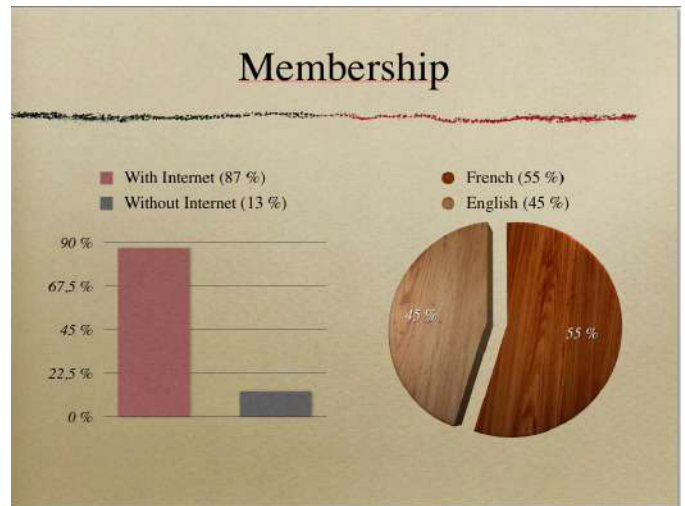 Membership
With Internet (87 %)
Without Internet (13 %)
90 %
67,5 %
45 %
22,5 %
0 %
French (55 %)
English (45 %)
45 %
55 %